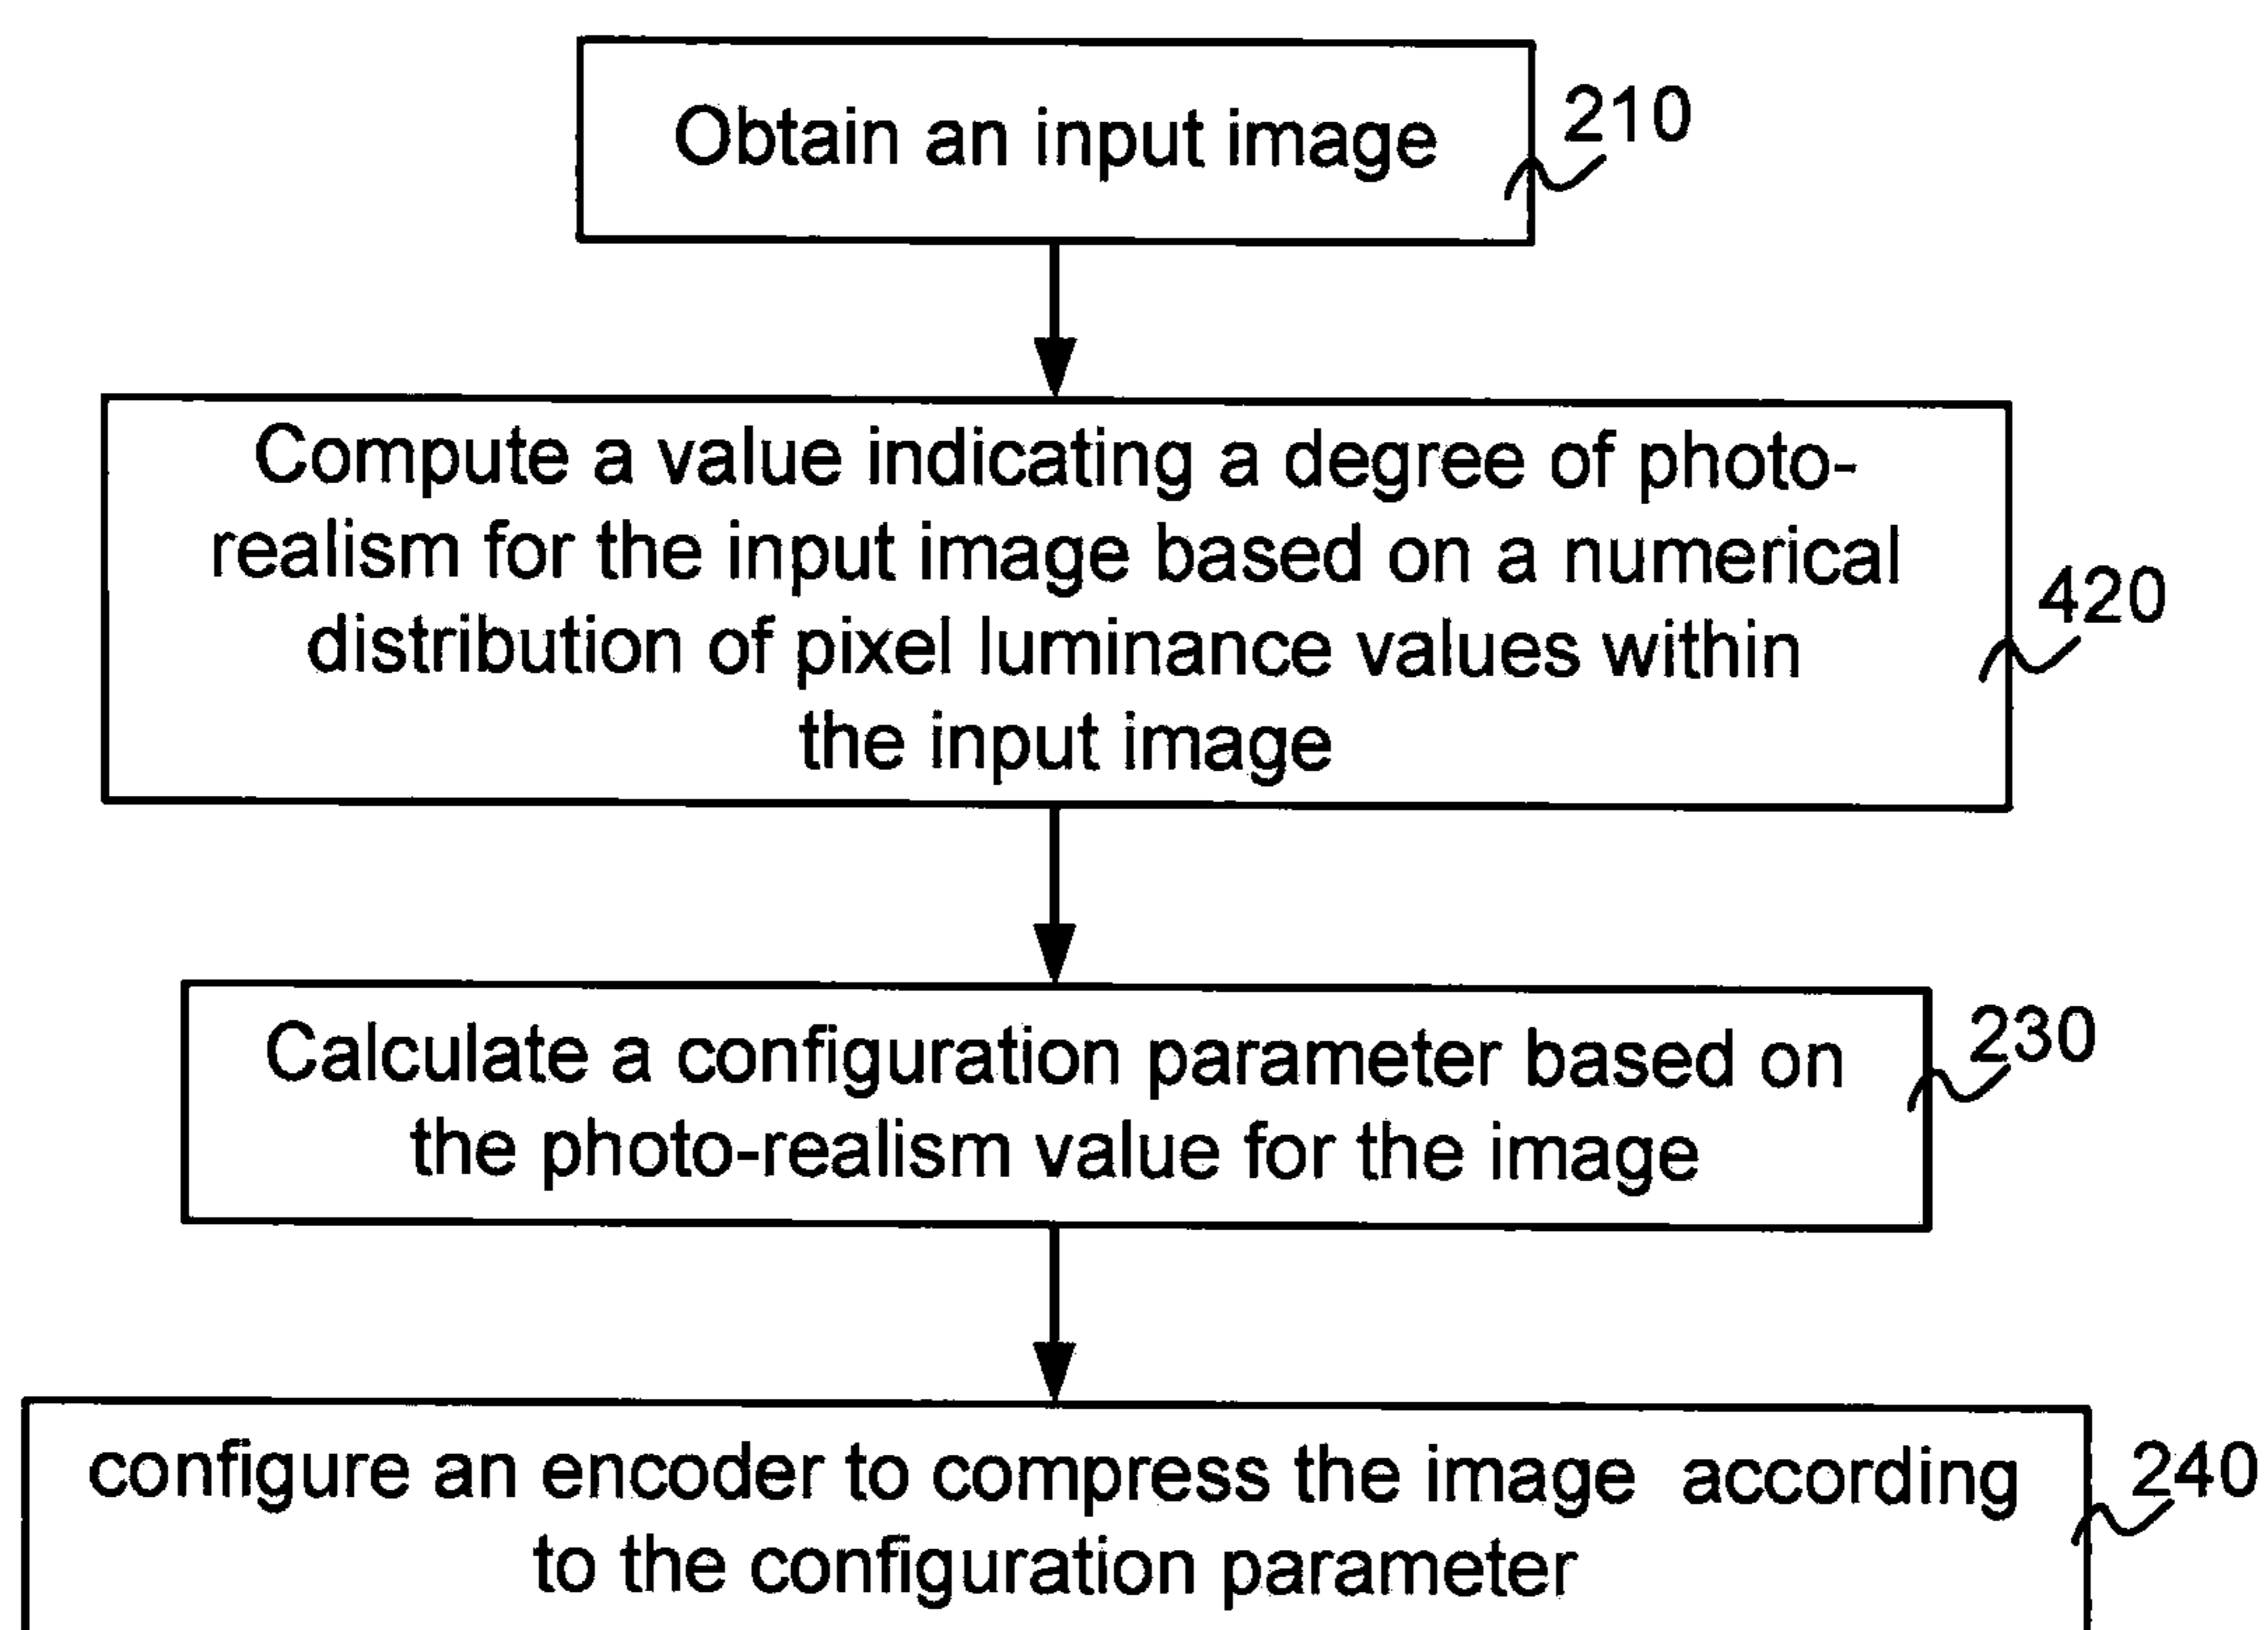 Obtain an input image
210
Compute a value indicating a degree of photo-
realism for the input image based on a numerical
distribution of pixel luminance values within
the input image
420
Calculate a configuration parameter based on
the photo-realism value for the image
230
configure an encoder to compress the image according
to the configuration parameter
240